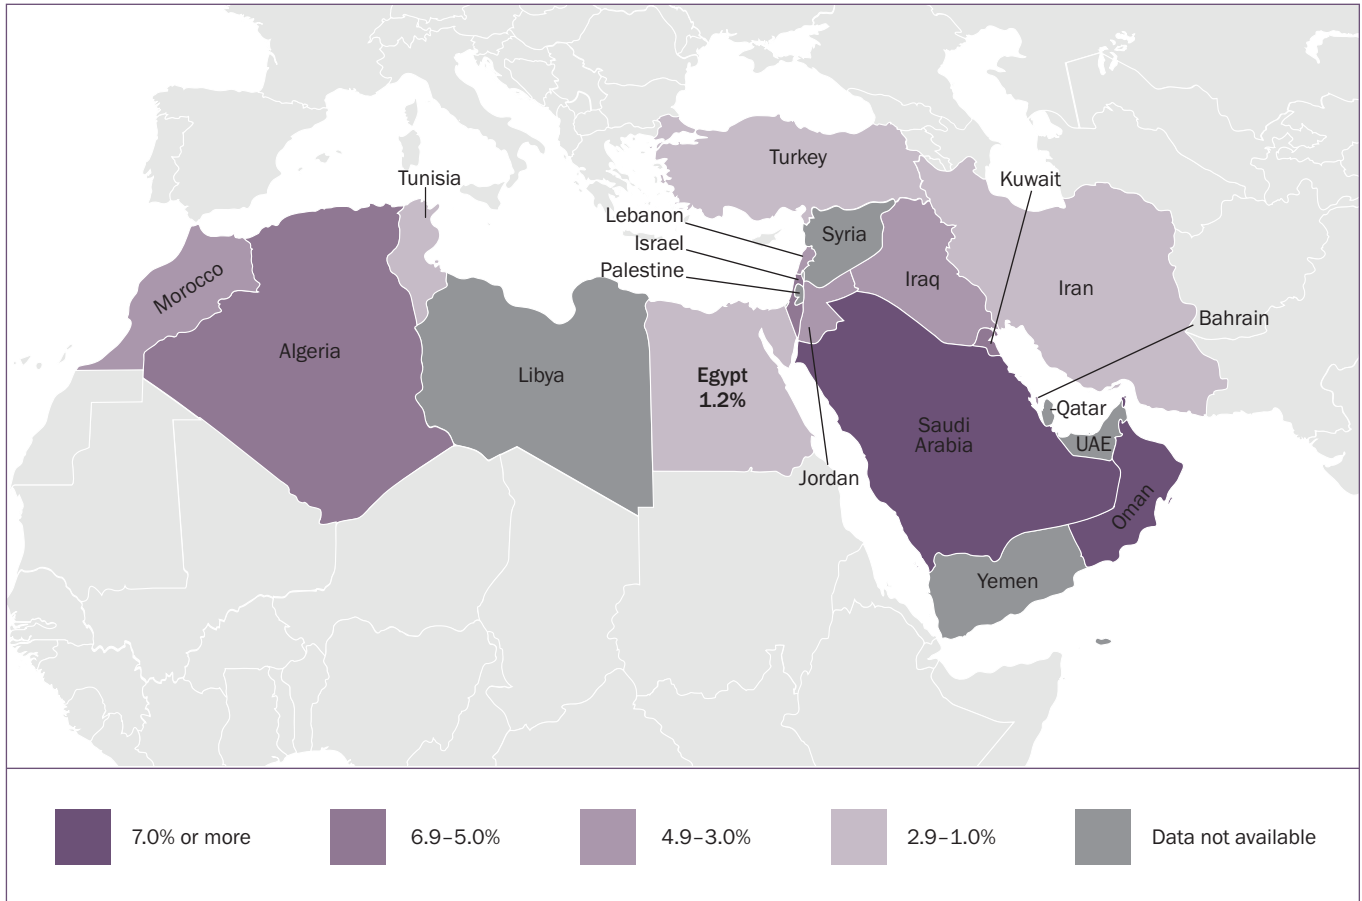 Turkey
Tunisia
Kuwait
Lebanon
Syria
Israel
Palestine
Iraq
Morocco
Iran
Bahrain
Algeria
Libya
Egypt
1.2%
Qatar
Saudi
Arabia
UAE
Jordan
Oman
Yemen
7.0% or more
6.9–5.0%
4.9–3.0%
2.9–1.0%
Data not available